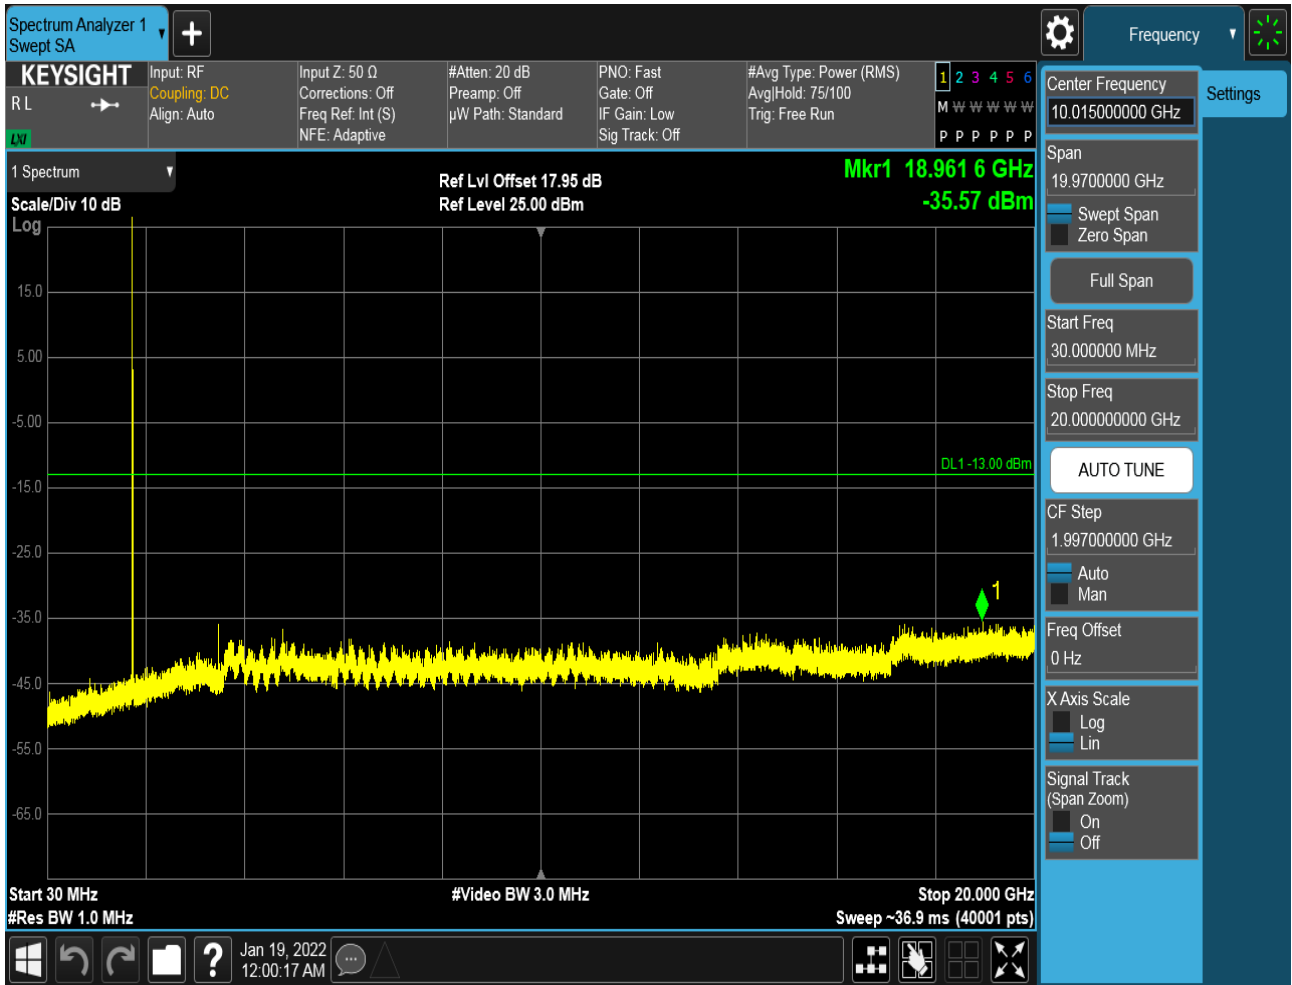 Spectrum Analyzer 1
Swept SA
Frequency
KEYSIGHT
R L
LXI
Input: RF
Coupling: DC
Align: Auto
Input Z: 50 Ω
Corrections: Off
Freq Ref: Int (S)
NFE: Adaptive
#Atten: 20 dB
Preamp: Off
µW Path: Standard
PNO: Fast
Gate: Off
IF Gain: Low
Sig Track: Off
#Avg Type: Power (RMS)
Avg|Hold: 75/100
Trig: Free Run
1 2 3 4 5 6
M W W W W W
P P P P P P
Center Frequency
10.015000000 GHz
Settings
Span
19.9700000 GHz
Swept Span
Zero Span
Full Span
Start Freq
30.000000 MHz
Stop Freq
20.000000000 GHz
AUTO TUNE
CF Step
1.997000000 GHz
Auto
Man
Freq Offset
0 Hz
X Axis Scale
Log
Lin
Signal Track
(Span Zoom)
On
Off
1 Spectrum
Scale/Div 10 dB
Log
Ref Lvl Offset 17.95 dB
Ref Level 25.00 dBm
Mkr1 18.961 6 GHz
-35.57 dBm
15.0
5.00
-5.00
DL1 -13.00 dBm
-15.0
-25.0
1
-35.0
-45.0
-55.0
-65.0
Start 30 MHz
#Video BW 3.0 MHz
Stop 20.000 GHz
#Res BW 1.0 MHz
Sweep ~36.9 ms (40001 pts)
?
Jan 19, 2022
12:00:17 AM